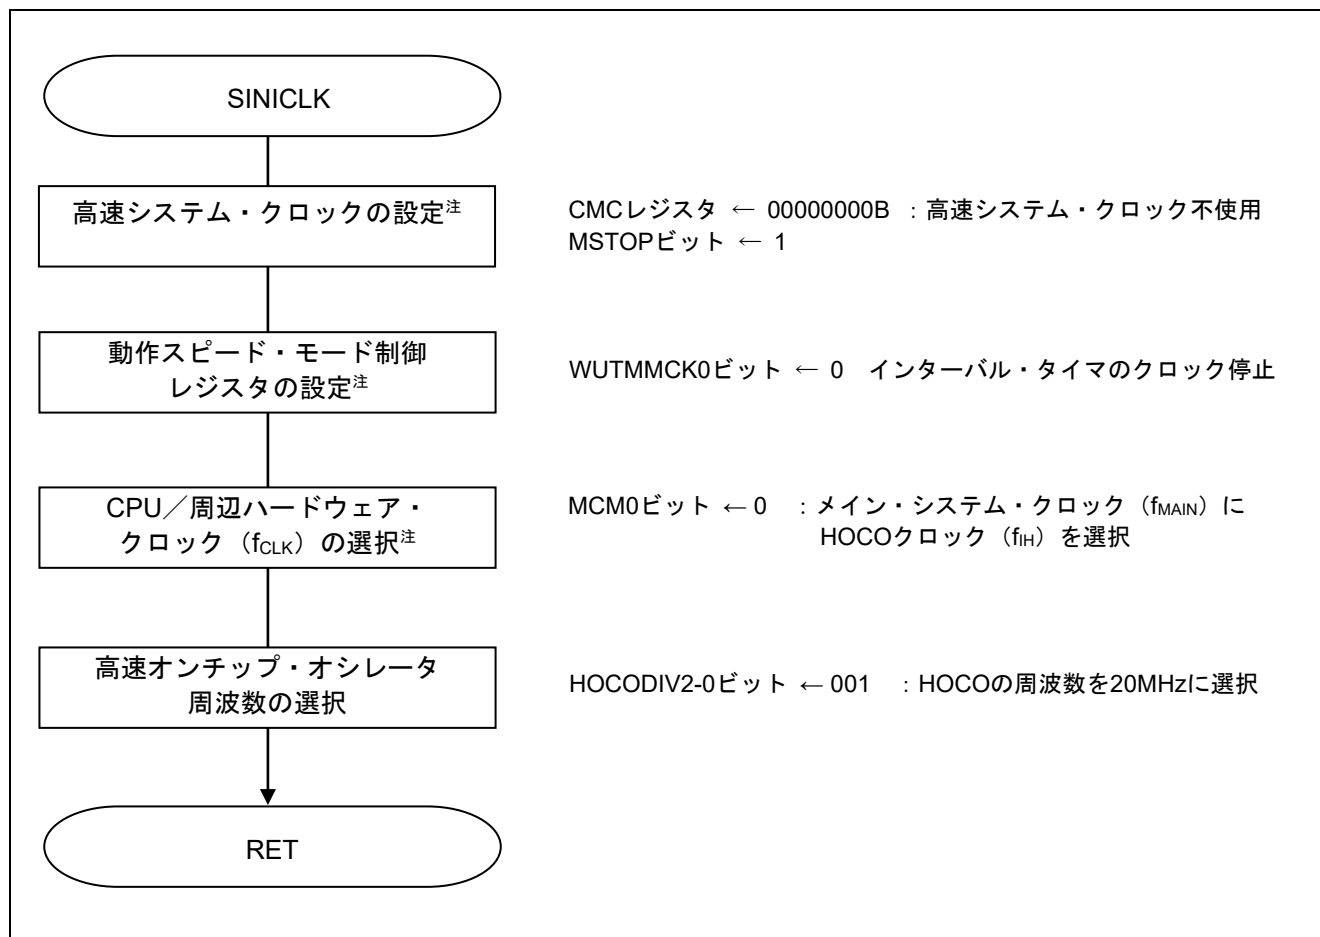 SINICLK
高速システム・クロックの設定注
CMCレジスタ ← 00000000B ：高速システム・クロック不使用
MSTOPビット ← 1
動作スピード・モード制御
レジスタの設定注
WUTMMCK0ビット ← 0 インターバル・タイマのクロック停止
CPU／周辺ハードウェア・
クロック（fCLK）の選択注
MCM0ビット ← 0 ：メイン・システム・クロック（fMAIN）に
HOCOクロック（fIH）を選択
高速オンチップ・オシレータ
周波数の選択
HOCODIV2-0ビット ← 001 ：HOCOの周波数を20MHzに選択
RET